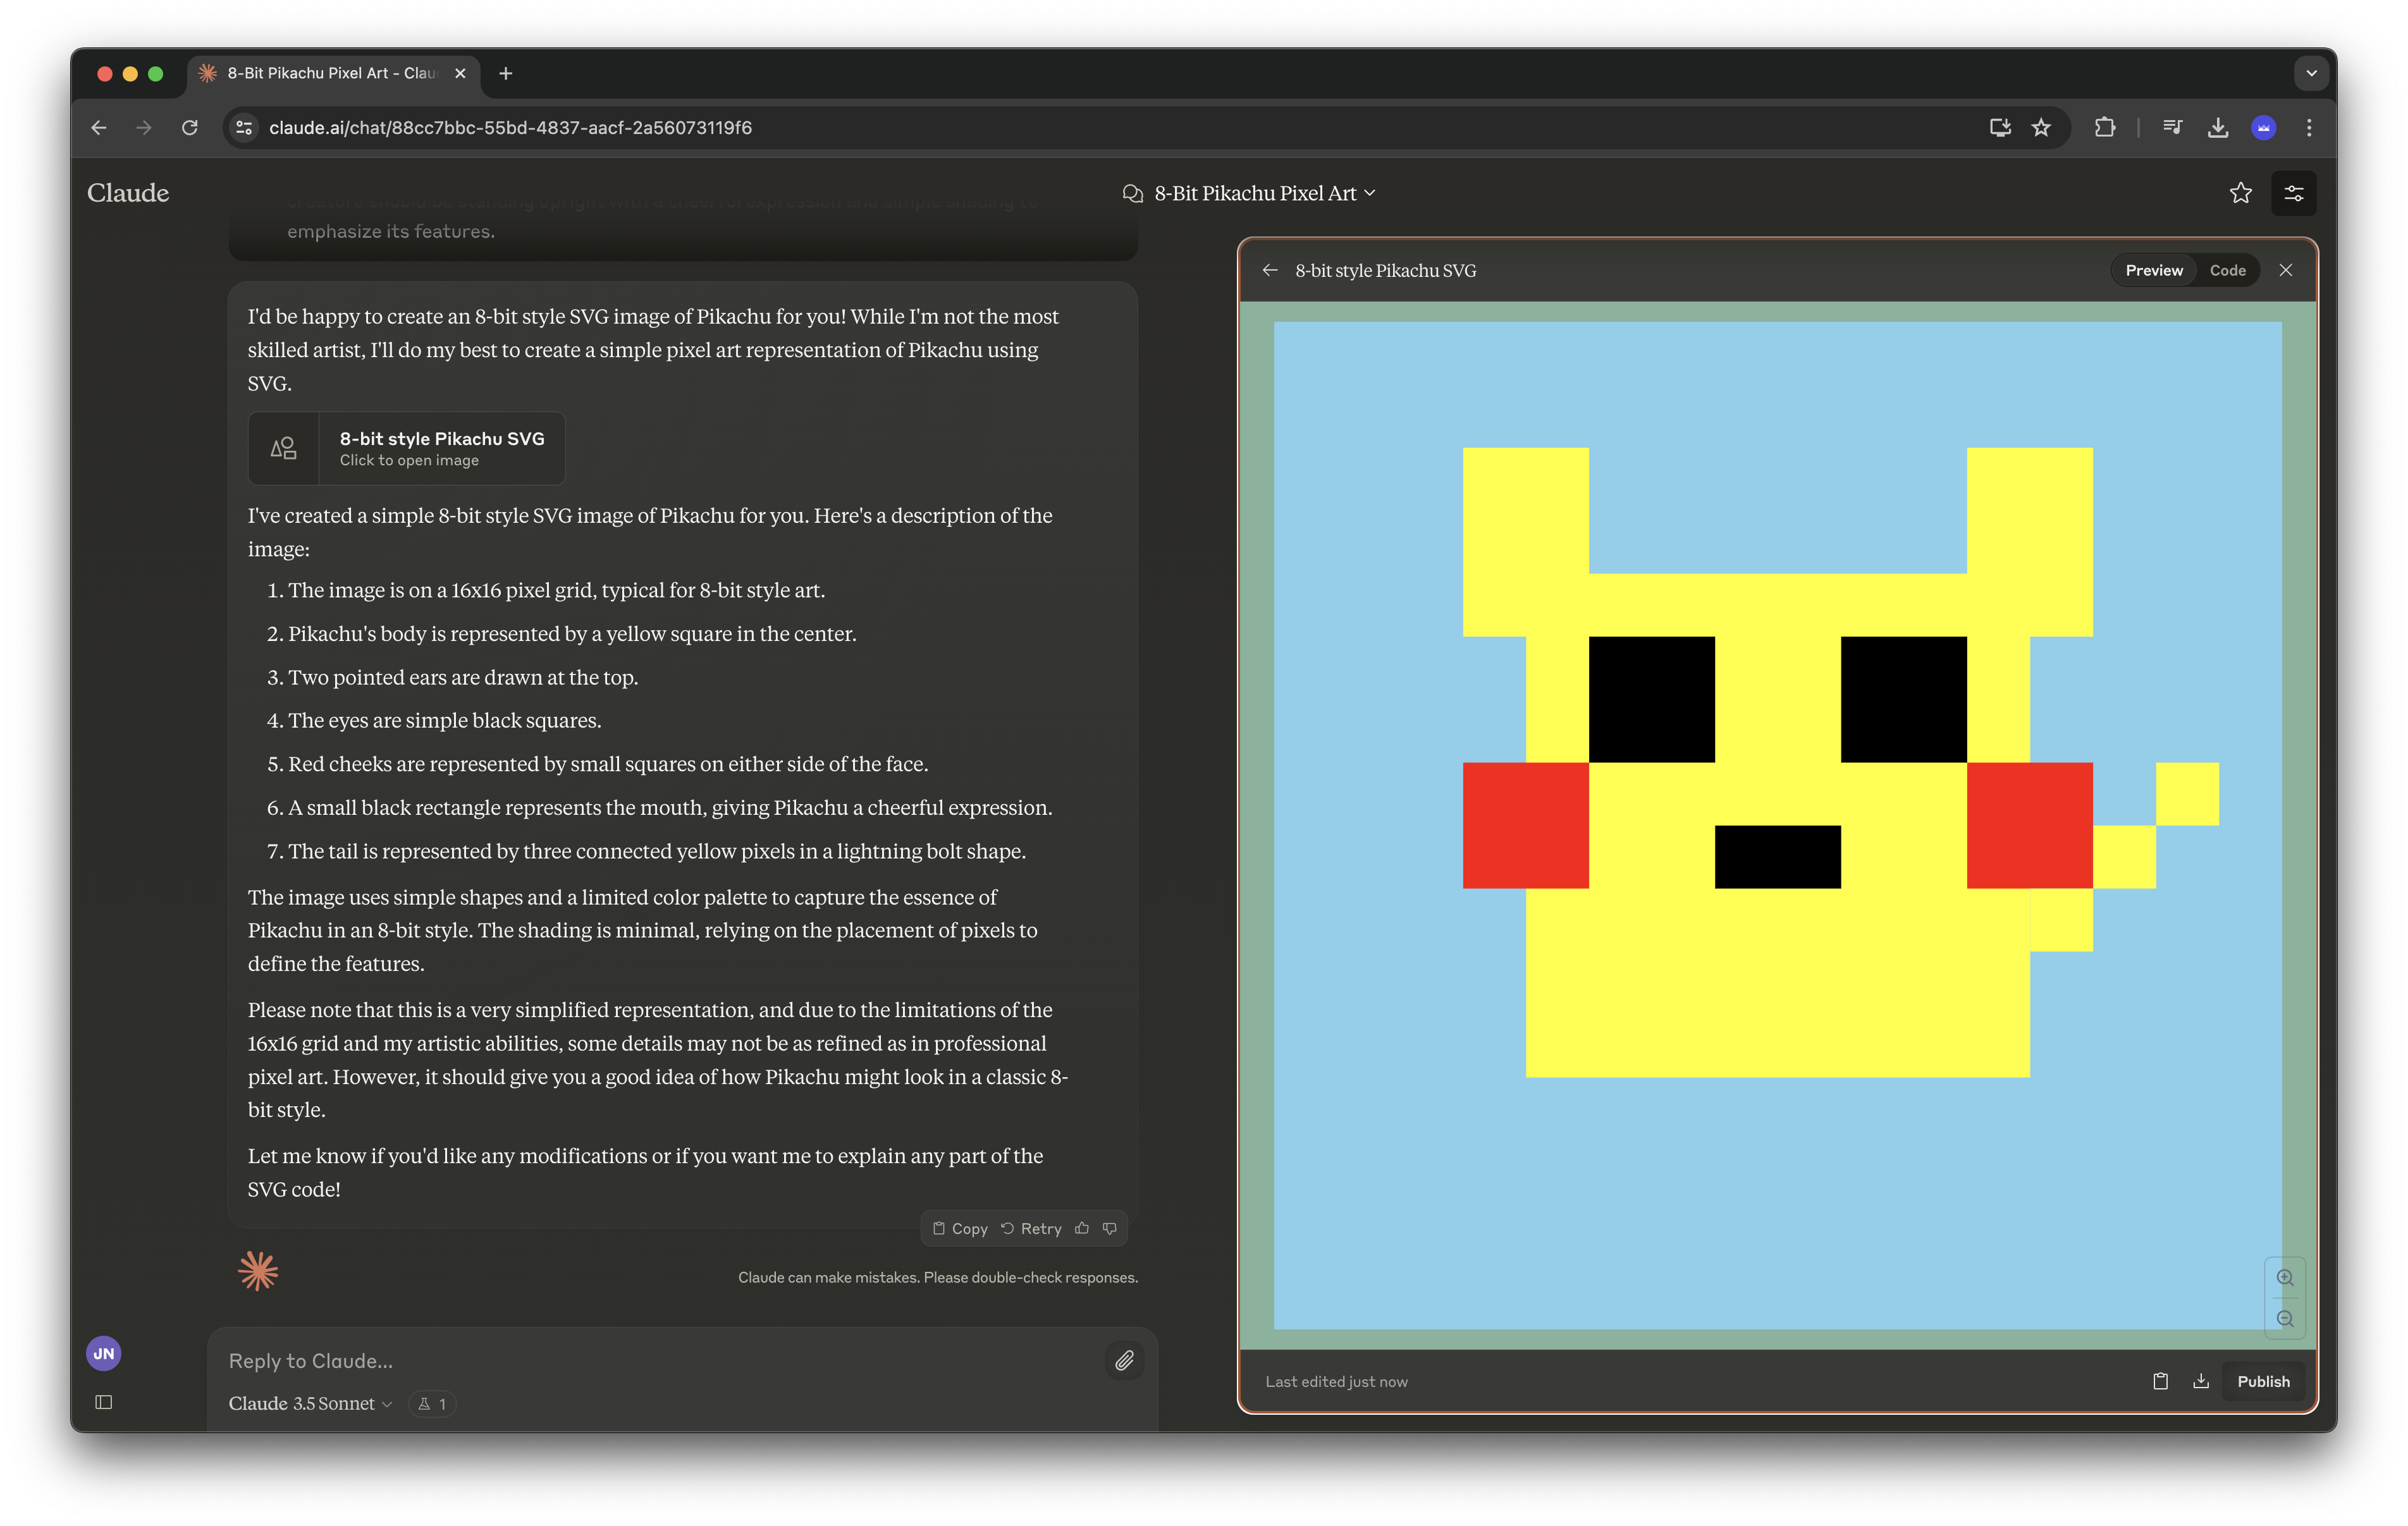 8-Bit Pikachu Pixel Art - Clau
claude.ai/chat/88cc7bbc-55bd-4837-aacf-2a56073119f6
Claude
8-Bit Pikachu Pixel Art
creature should be standing upright with a cheerful expression and simple shading to
emphasize its features.
I'd be happy to create an 8-bit style SVG image of Pikachu for you! While I'm not the most
skilled artist, I'll do my best to create a simple pixel art representation of Pikachu using
SVG.
8-bit style Pikachu SVG
Click to open image
I've created a simple 8-bit style SVG image of Pikachu for you. Here's a description of the
image:
1. The image is on a 16x16 pixel grid, typical for 8-bit style art.
2. Pikachu's body is represented by a yellow square in the center.
3. Two pointed ears are drawn at the top.
4. The eyes are simple black squares.
5. Red cheeks are represented by small squares on either side of the face.
6. A small black rectangle represents the mouth, giving Pikachu a cheerful expression.
7. The tail is represented by three connected yellow pixels in a lightning bolt shape.
The image uses simple shapes and a limited color palette to capture the essence of
Pikachu in an 8-bit style. The shading is minimal, relying on the placement of pixels to
define the features.
Please note that this is a very simplified representation, and due to the limitations of the
16x16 grid and my artistic abilities, some details may not be as refined as in professional
pixel art. However, it should give you a good idea of how Pikachu might look in a classic 8-
bit style.
Let me know if you'd like any modifications or if you want me to explain any part of the
SVG code!
Copy Retry
Claude can make mistakes. Please double-check responses.
JN
Reply to Claude...
Claude 3.5 Sonnet 1
8-bit style Pikachu SVG
Preview Code
Last edited just now
Publish